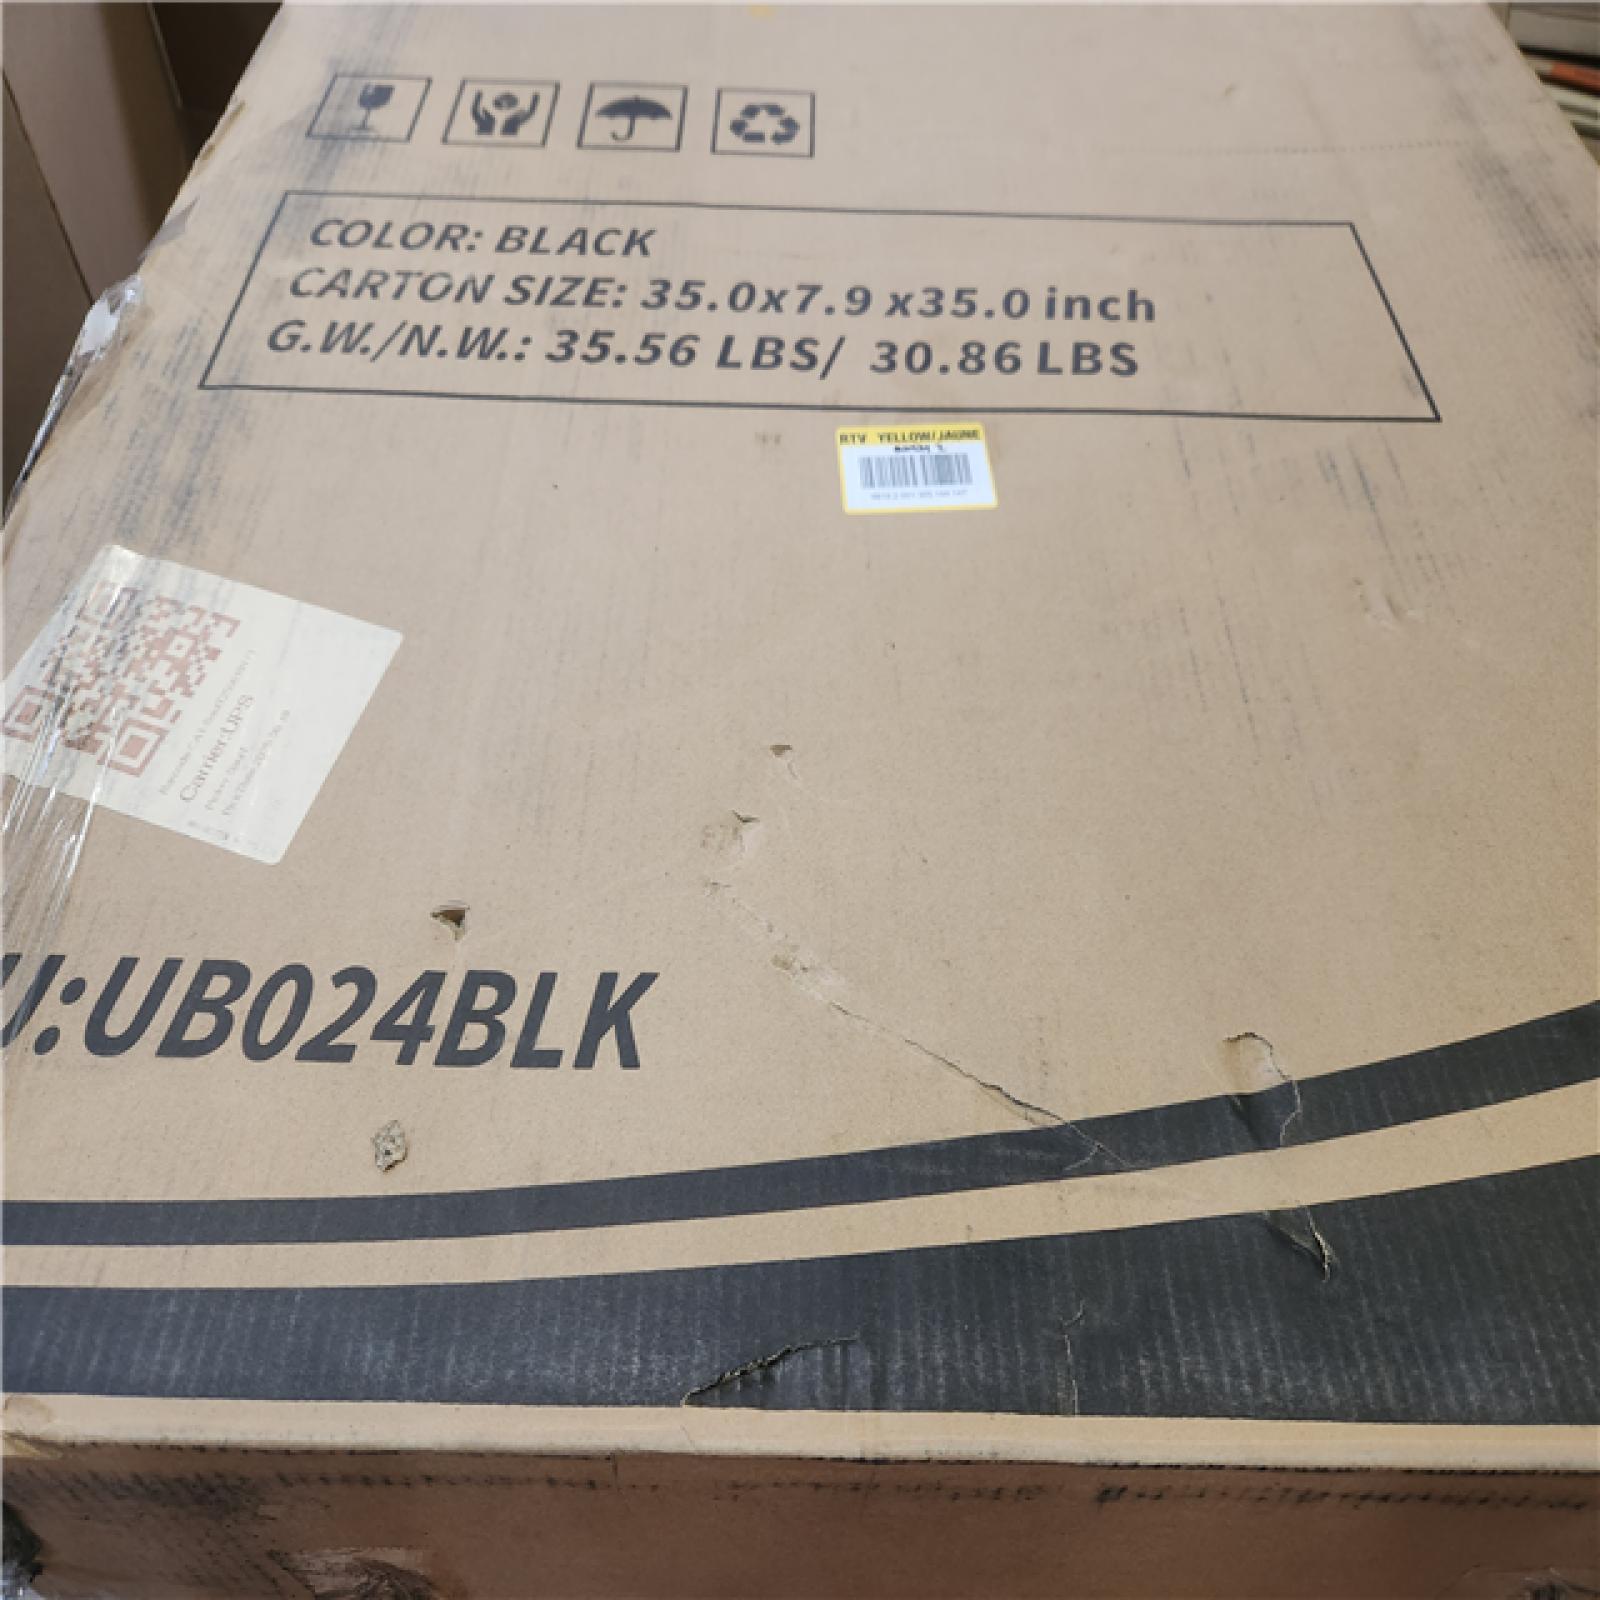 COLOR: BLACK
CARTON SIZE: 35.0x7.9 x35.0 inch
G.W./N.W.: 35.56 LBS/ 30.86 LBS
RTV YELLOW/JAUNE
Carrier:UPS
U:UB024BLK